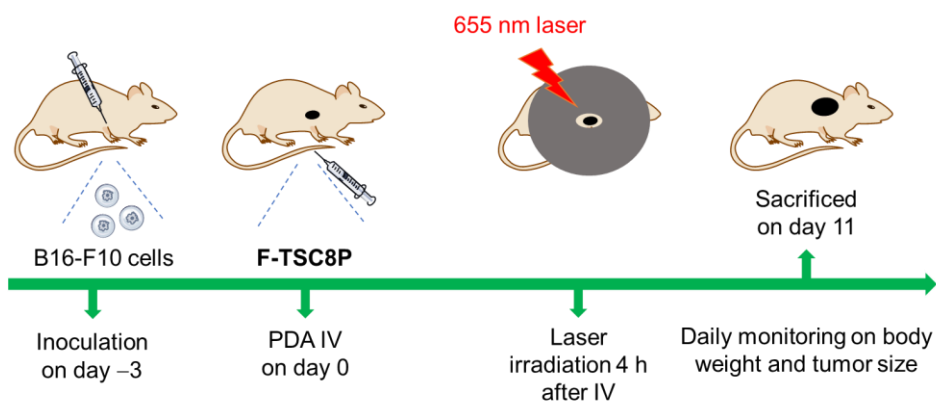 655 nm laser
B16-F10 cells
F-TSC8P
Sacrificed
on day 11
Inoculation
on day –3
PDA IV
on day 0
Laser
irradiation 4 h
after IV
Daily monitoring on body
weight and tumor size